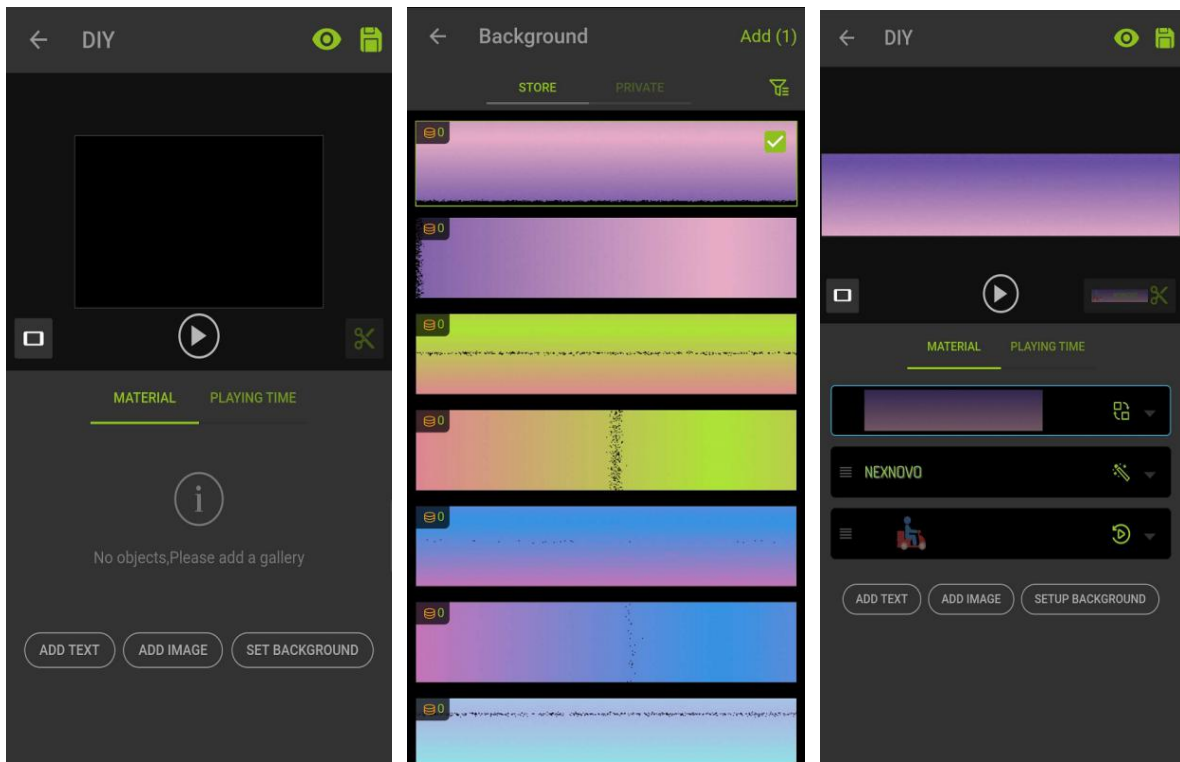 DIY
MATERIAL PLAYING TIME
i
No objects,Please add a gallery
ADD TEXT ADD IMAGE SET BACKGROUND
Background Add (1)
STORE PRIVATE
0
0
0
0
0
0
0
DIY
MATERIAL PLAYING TIME
NEXNOVO
ADD TEXT ADD IMAGE SETUP BACKGROUND